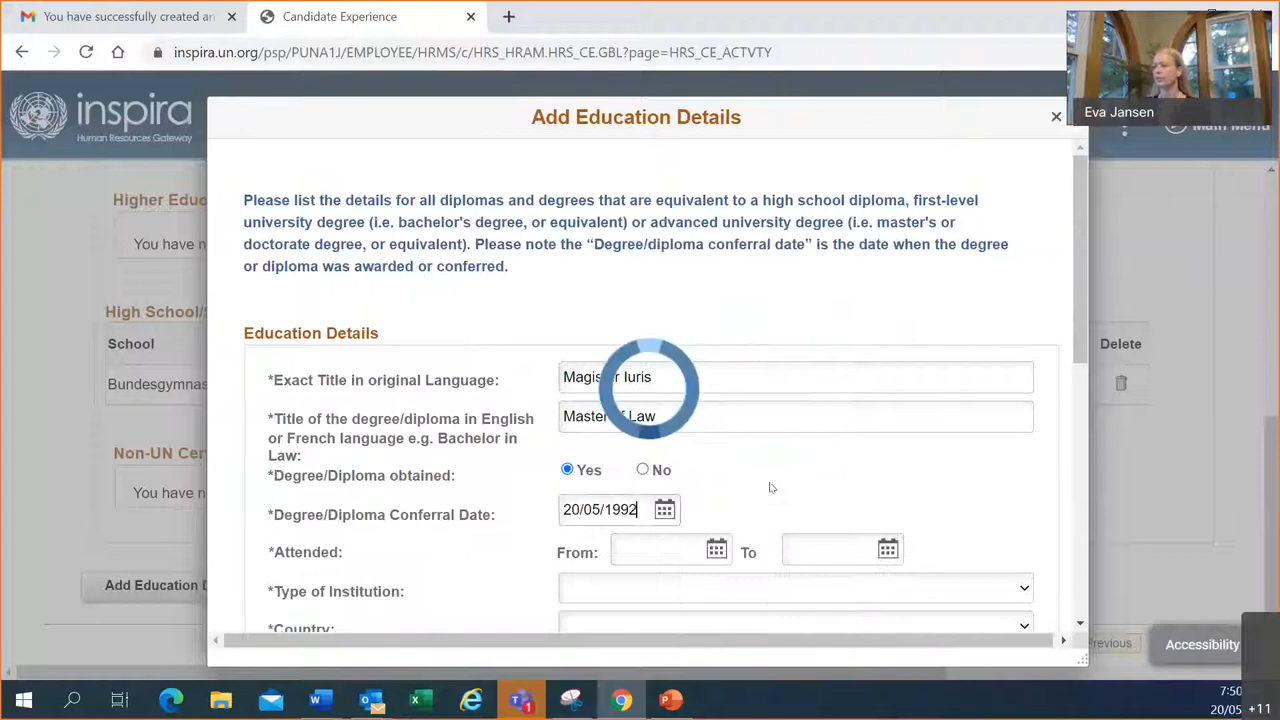 You have successfully created an
Candidate Experience
inspira.un.org/psp/PUNA1J/EMPLOYEE/HRMS/c/HRS_HRAM.HRS_CE.GBL?page=HRS_CE_ACTVTY
Eva Jansen
inspira
Human Resources Gateway
Main Menu
Add Education Details
Please list the details for all diplomas and degrees that are equivalent to a high school diploma, first-level
university degree (i.e. bachelor's degree, or equivalent) or advanced university degree (i.e. master's or
doctorate degree, or equivalent). Please note the “Degree/diploma conferral date” is the date when the degree
or diploma was awarded or conferred.
Higher Educ
You have n
High School/S
School
Delete
Bundesgymnas
Non-UN Cer
You have n
Add Education D
Education Details
*Exact Title in original Language:
Magister Iuris
*Title of the degree/diploma in English
or French language e.g. Bachelor in
Law:
Master of Law
*Degree/Diploma obtained:
Yes
No
*Degree/Diploma Conferral Date:
20/05/1992
*Attended:
From:
To
*Type of Institution:
*Country:
Previous
Accessibility
7:50
20/05
+11